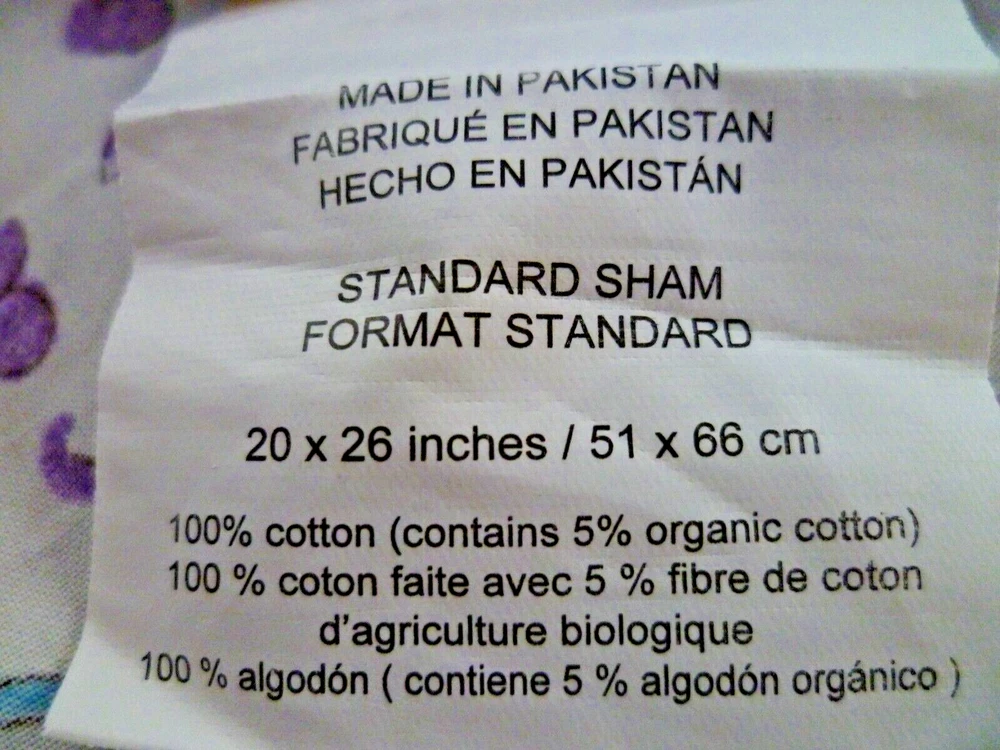 MADE IN PAKISTAN
FABRIQUÉ EN PAKISTAN
HECHO EN PAKISTÁN
STANDARD SHAM
FORMAT STANDARD
20 x 26 inches / 51 x 66 cm
100% cotton (contains 5% organic cotton)
100 % coton faite avec 5 % fibre de coton
d’agriculture biologique
100 % algodón ( contiene 5 % algodón orgánico )